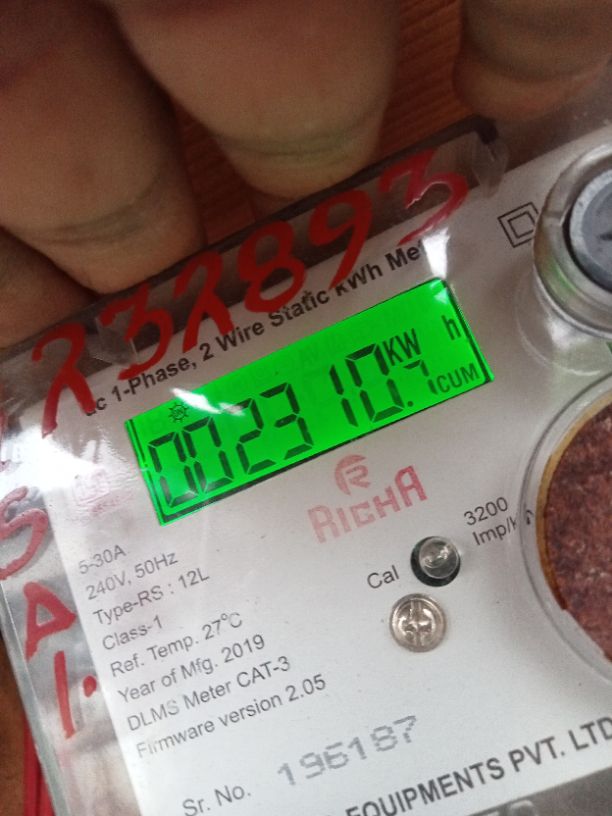 232893
ac 1-Phase, 2 Wire Static kWh Me
KW h
002310.
CUM
RICHA
3200
Imp/k
Cal
5-30A
240V, 50Hz
Type-RS : 12L
Class-1
Ref. Temp. 27°C
Year of Mfg. 2019
DLMS Meter CAT-3
Firmware version 2.05
Sr. No. 196187
EQUIPMENTS PVT. LTD
S
A
1.